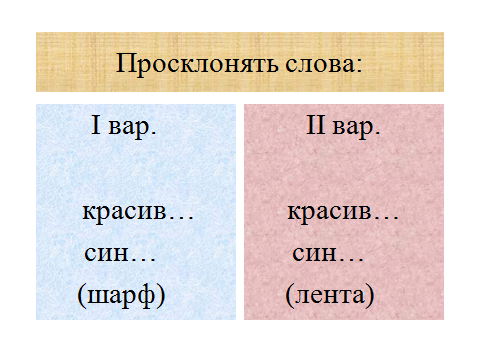 Просклонять слова:
I вар.
красив…
син…
(шарф)
II вар.
красив…
син…
(лента)